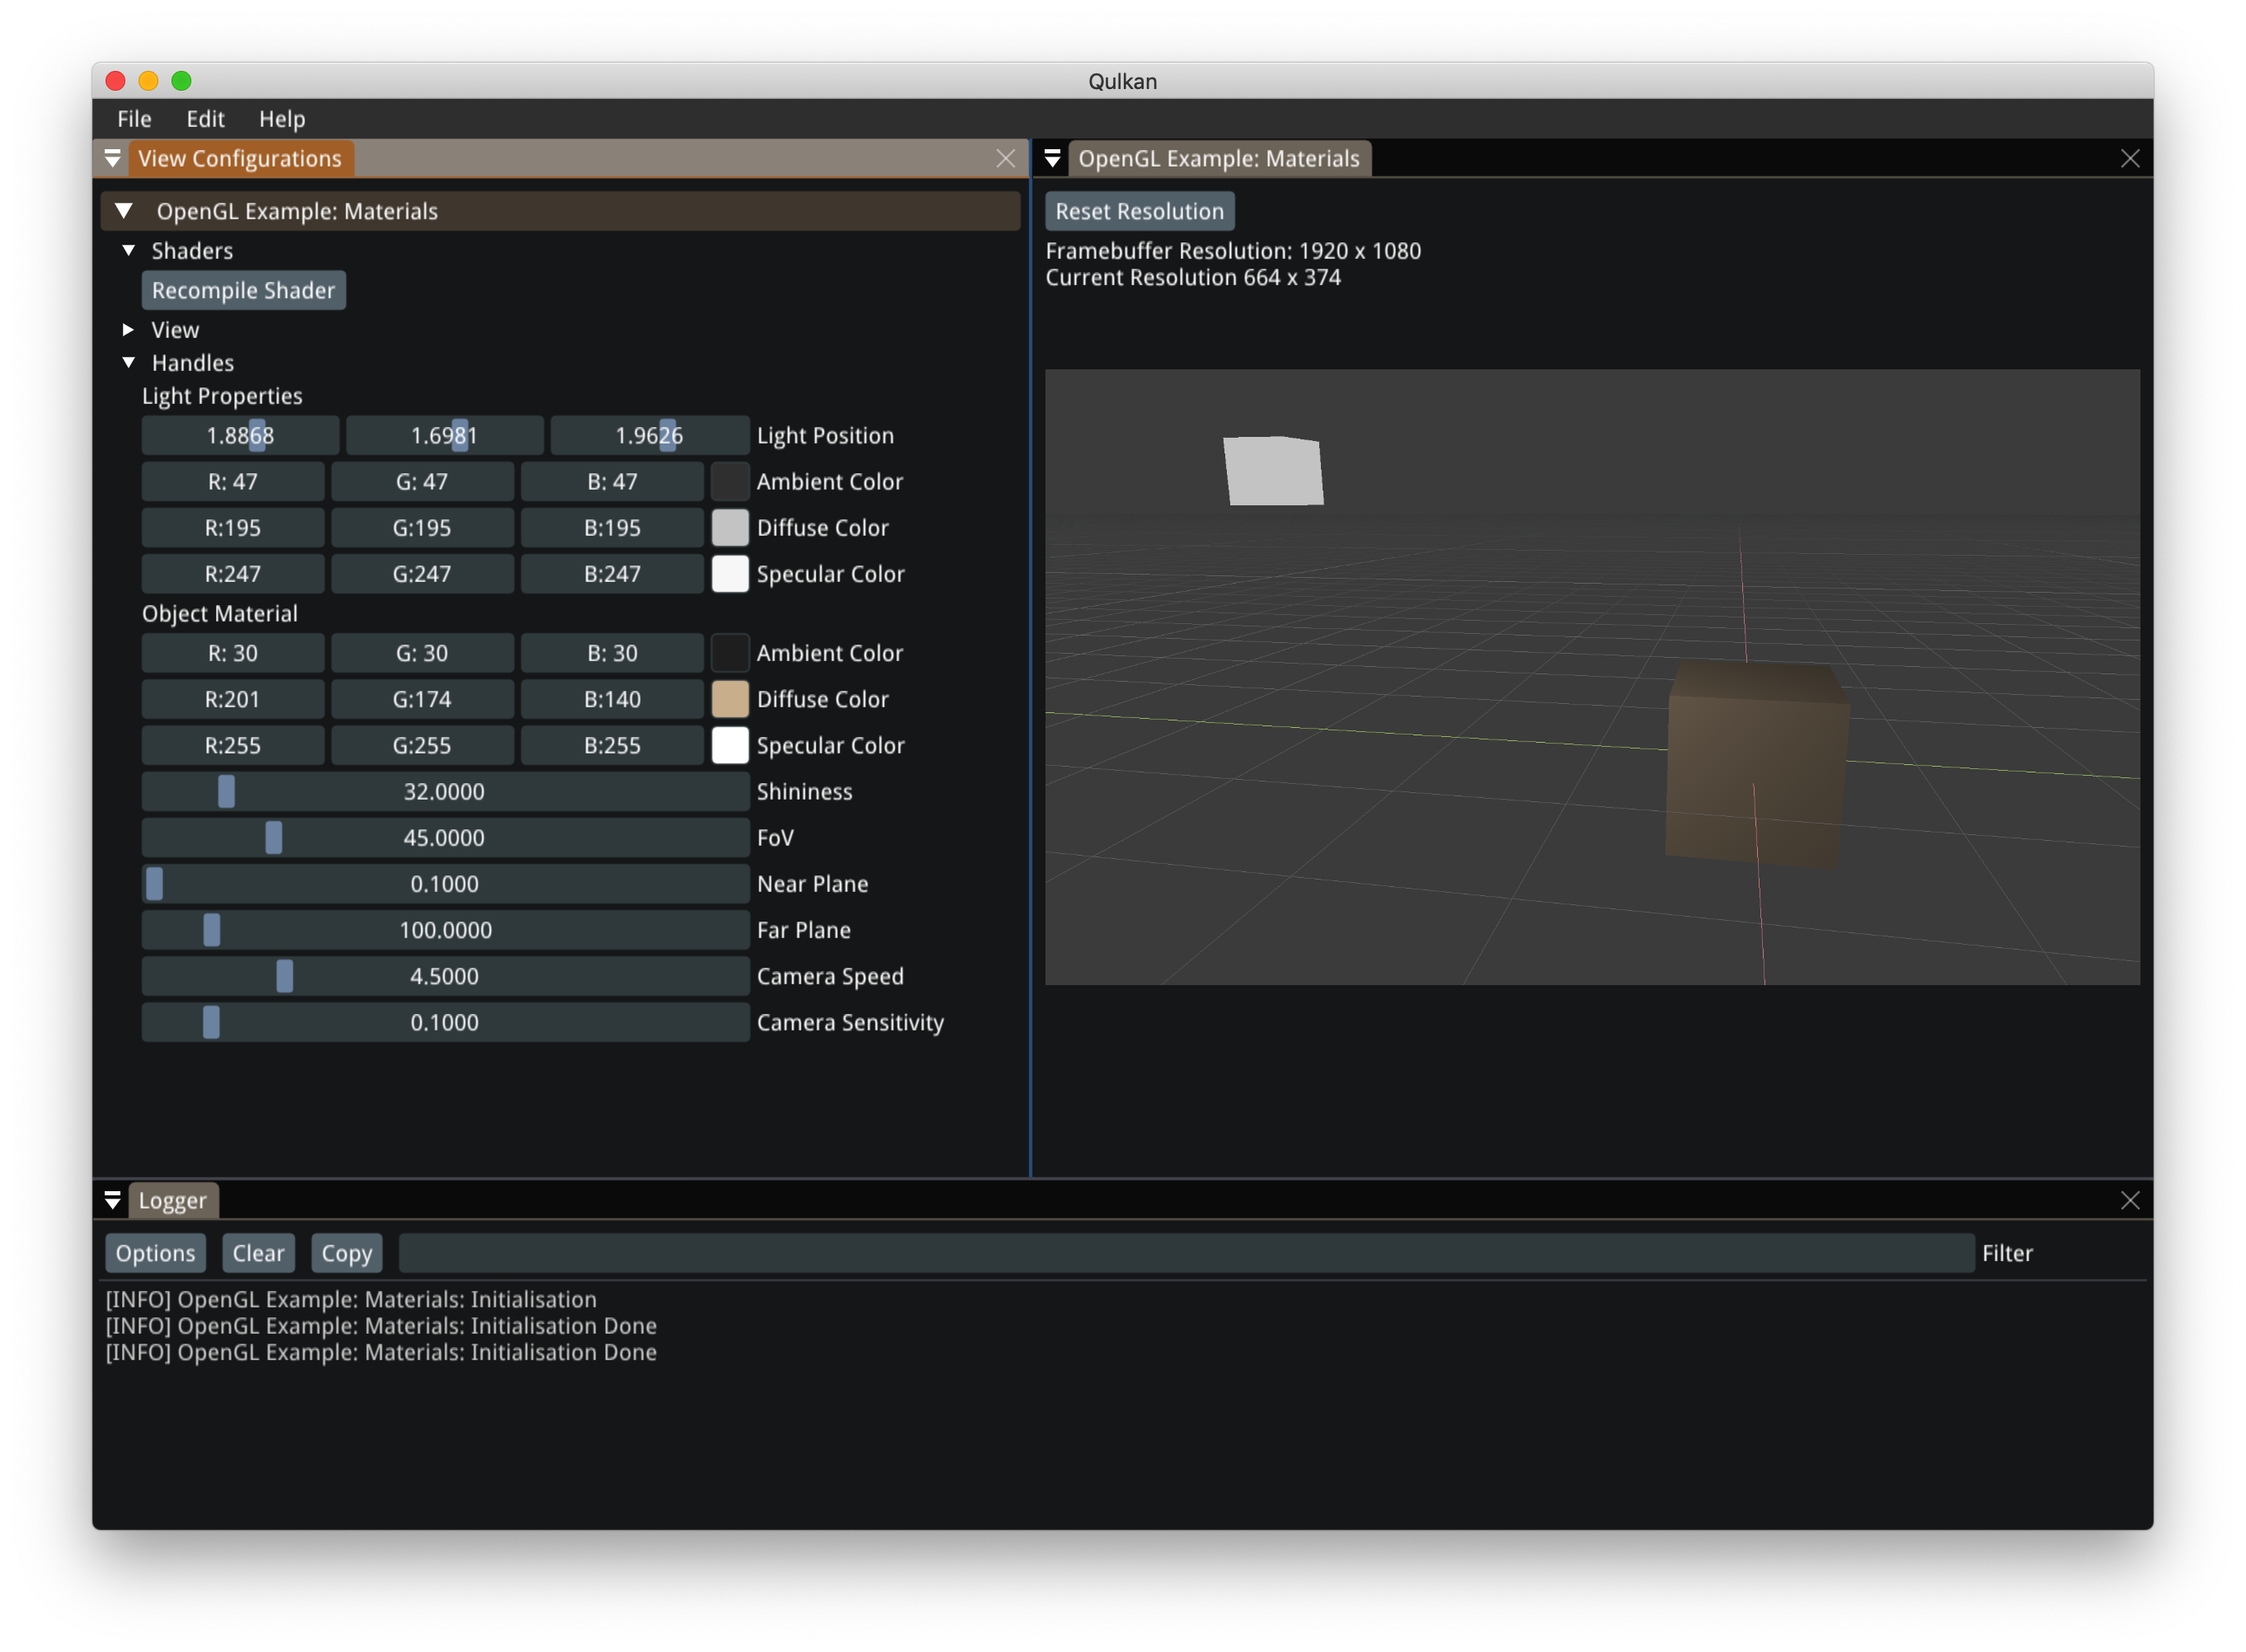 Qulkan
File Edit Help
View Configurations
OpenGL Example: Materials
Shaders
Recompile Shader
View
Handles
Light Properties
1.8868 1.6981 1.9626 Light Position
R: 47 G: 47 B: 47 Ambient Color
R:195 G:195 B:195 Diffuse Color
R:247 G:247 B:247 Specular Color
Object Material
R: 30 G: 30 B: 30 Ambient Color
R:201 G:174 B:140 Diffuse Color
R:255 G:255 B:255 Specular Color
32.0000 Shininess
45.0000 FoV
0.1000 Near Plane
100.0000 Far Plane
4.5000 Camera Speed
0.1000 Camera Sensitivity
OpenGL Example: Materials
Reset Resolution
Framebuffer Resolution: 1920 x 1080
Current Resolution 664 x 374
Logger
Options Clear Copy Filter
[INFO] OpenGL Example: Materials: Initialisation
[INFO] OpenGL Example: Materials: Initialisation Done
[INFO] OpenGL Example: Materials: Initialisation Done